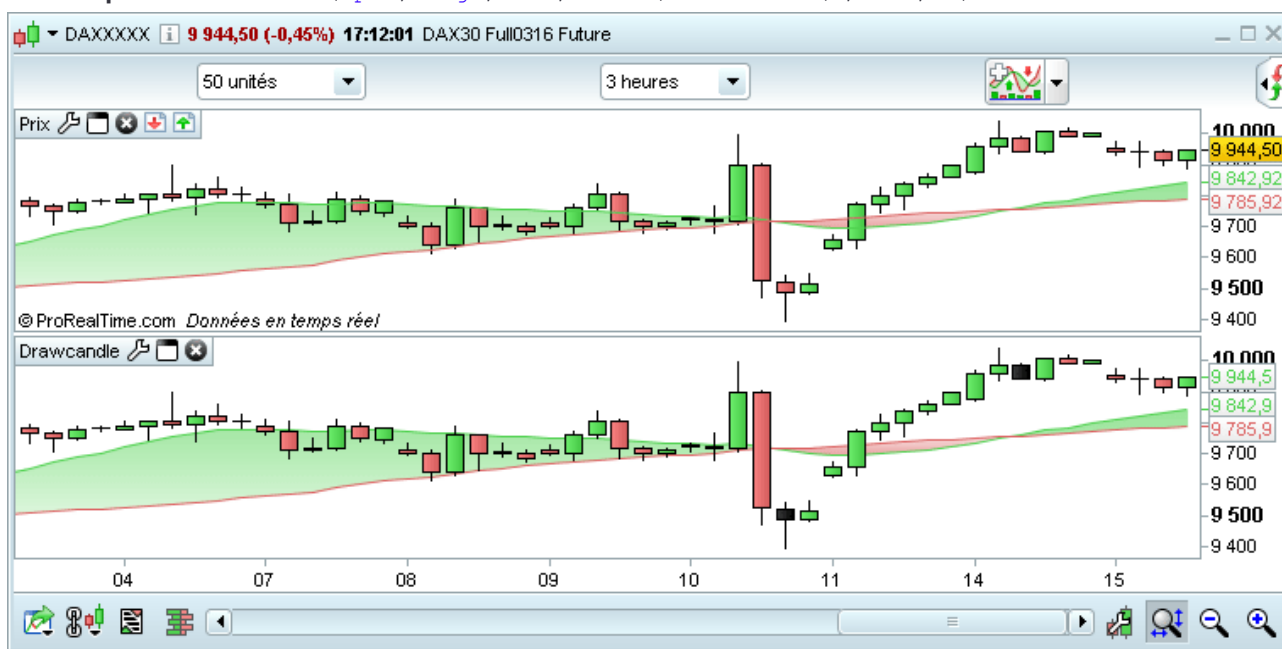 DAXXXXX 9 944,50 (-0,45%) 17:12:01 DAX30 Full0316 Future
50 unités 3 heures
Prix
10 000
9 944,50
9 842,92
9 785,92
9 700
9 600
9 500
9 400
© ProRealTime.com Données en temps réel
Drawcandle
10 000
9 944,5
9 842,9
9 785,9
9 700
9 600
9 500
9 400
04 07 08 09 10 11 14 15